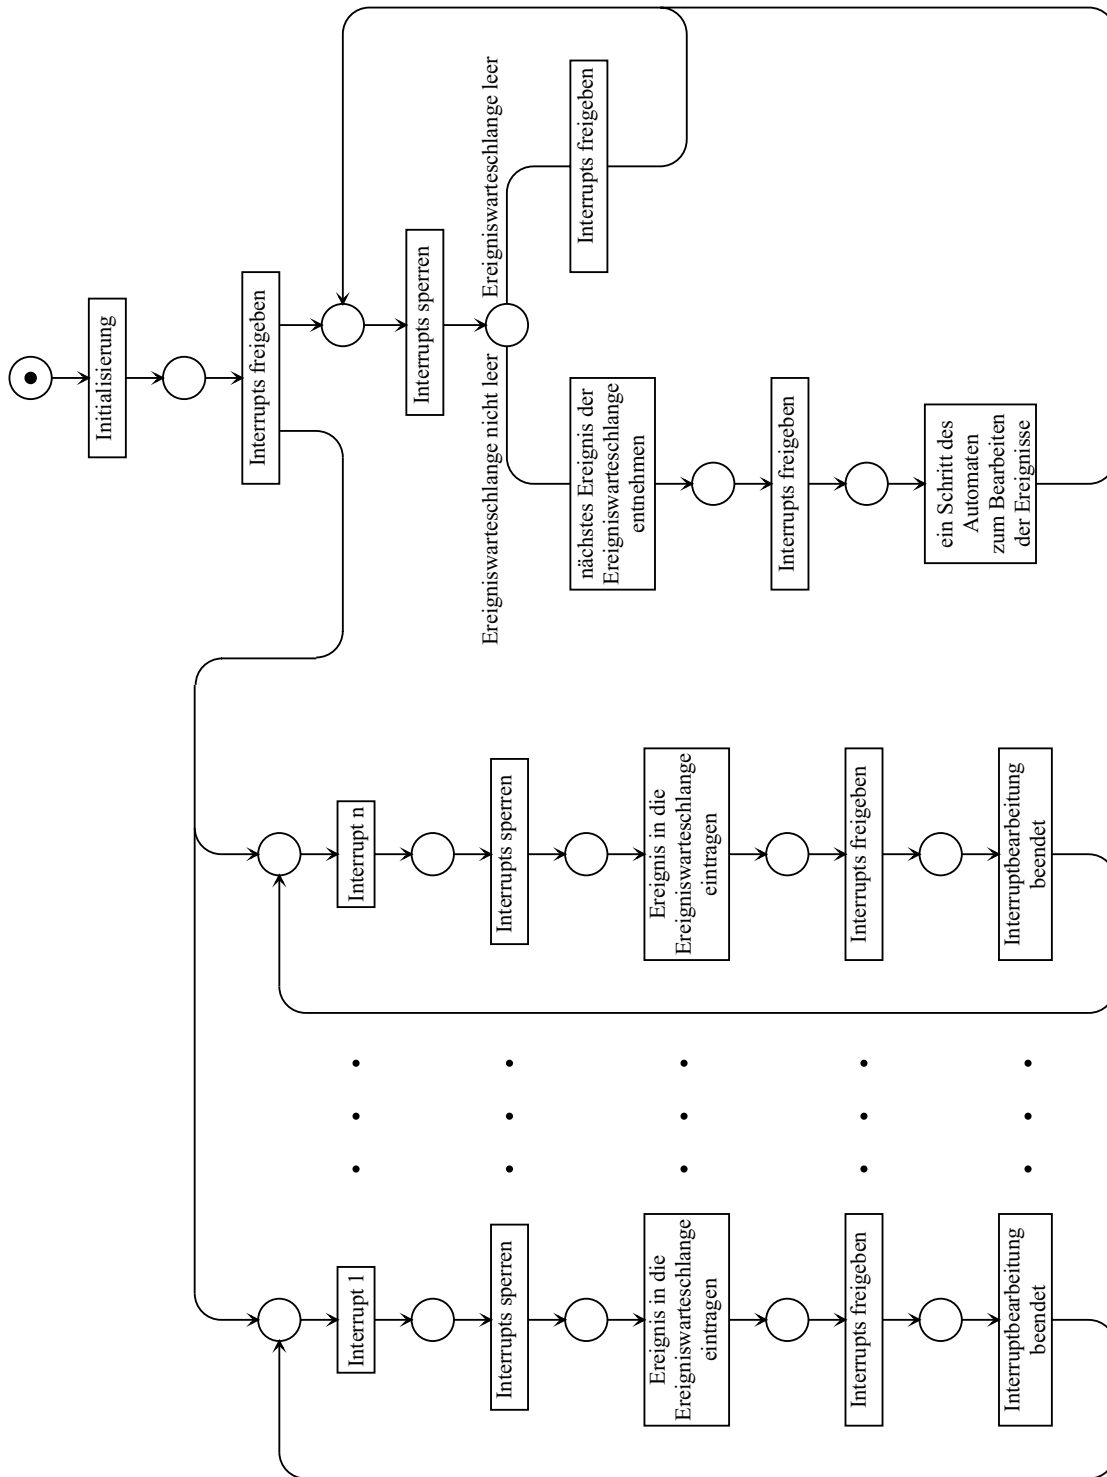 Initialisierung
Interrupts freigeben
Interrupts sperren
Ereigniswarteschlange nicht leer
Ereigniswarteschlange leer
nächstes Ereignis der
Ereigniswarteschlange
entnehmen
Interrupts freigeben
Interrupts freigeben
ein Schritt des
Automaten
zum Bearbeiten
der Ereignisse
Interrupt 1
Interrupts sperren
Ereignis in die
Ereigniswarteschlange
eintragen
Interrupts freigeben
Interruptbearbeitung
beendet
Interrupt n
Interrupts sperren
Ereignis in die
Ereigniswarteschlange
eintragen
Interrupts freigeben
Interruptbearbeitung
beendet